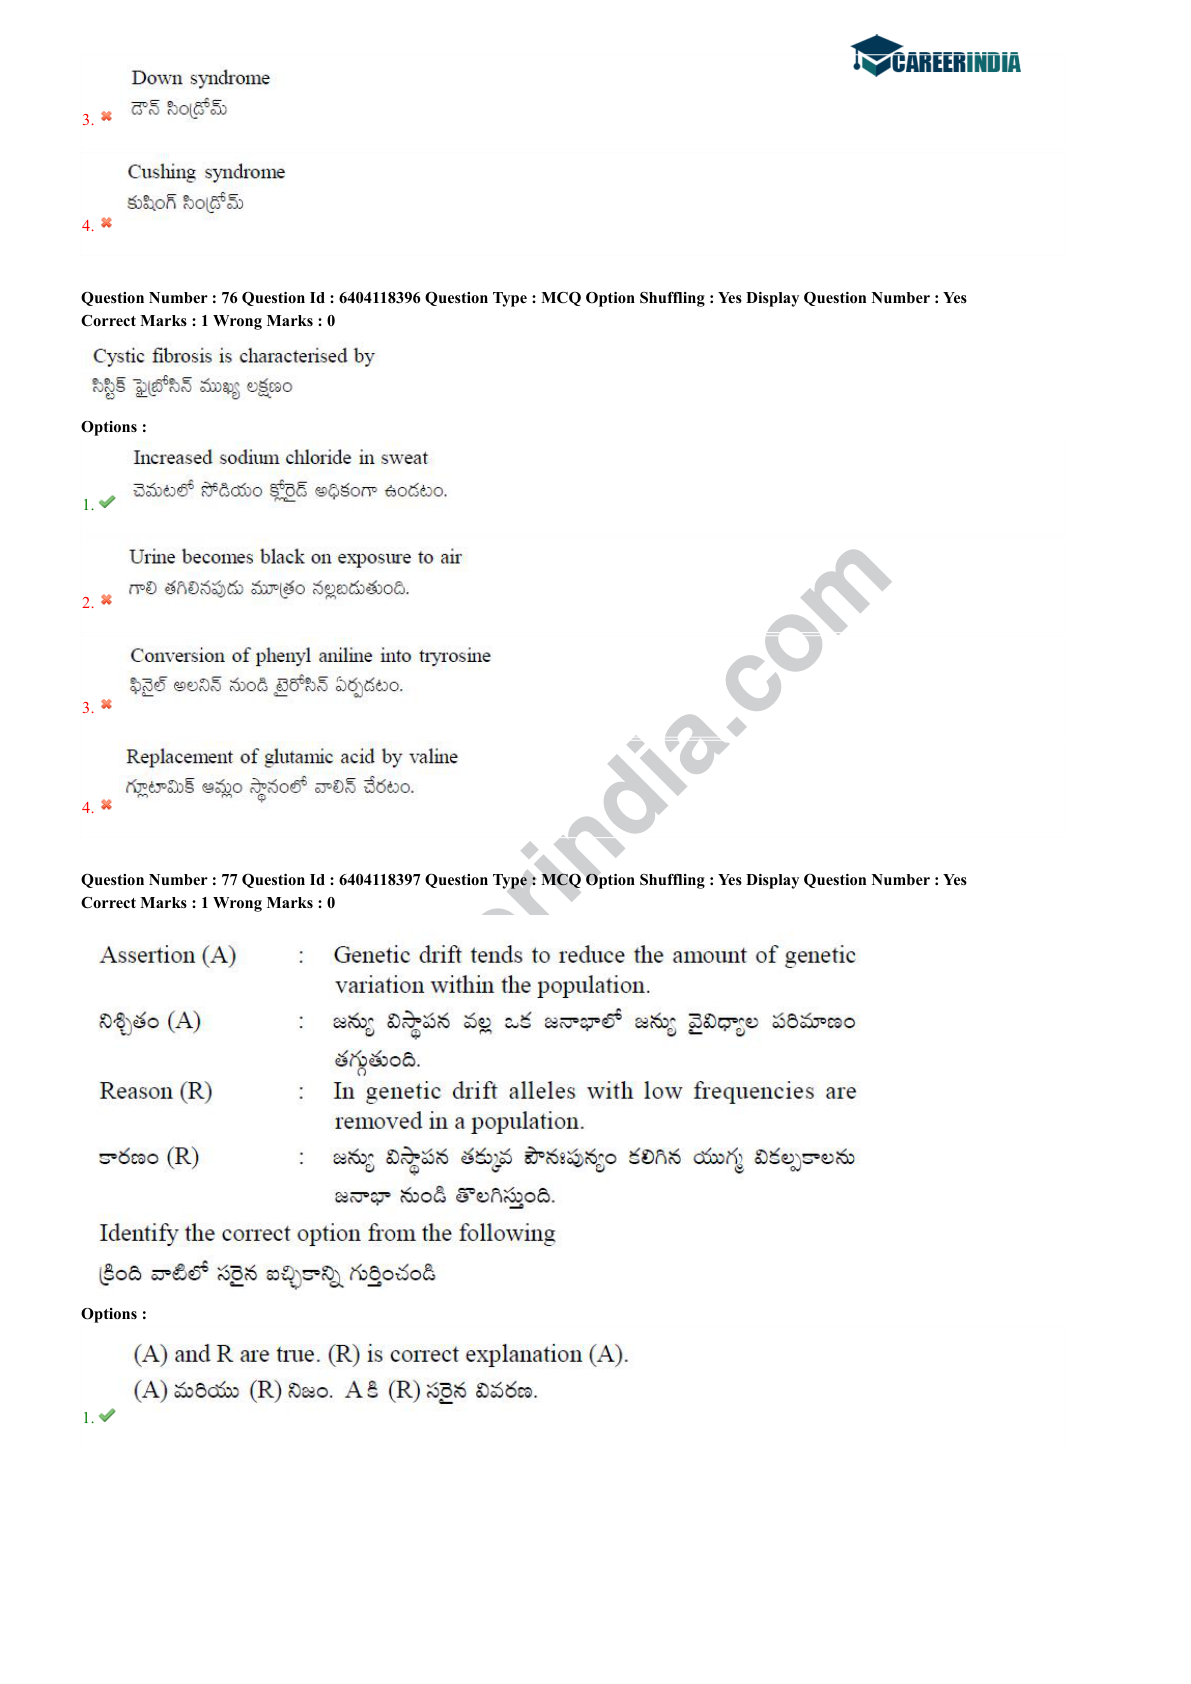 CAREERINDIA
Down syndrome
డౌన్ సిండ్రోమ్
3.
Cushing syndrome
కుషింగ్ సిండ్రోమ్
4.
Question Number : 76 Question Id : 6404118396 Question Type : MCQ Option Shuffling : Yes Display Question Number : Yes
Correct Marks : 1 Wrong Marks : 0
Cystic fibrosis is characterised by
సిస్టిక్ ఫైబ్రోసిన్ ముఖ్య లక్షణం
Options :
Increased sodium chloride in sweat
చెమటలో సోడియం క్లోరైడ్ అధికంగా ఉండటం.
1.
Urine becomes black on exposure to air
గాలి తగిలినపుడు మూత్రం నల్లబడుతుంది.
2.
Conversion of phenyl aniline into tryrosine
ఫినైల్ అలనిన్ నుండి టైరోసిన్ ఏర్పడటం.
3.
Replacement of glutamic acid by valine
గ్లూటామిక్ ఆమ్లం స్థానంలో వాలిన్ చేరటం.
4.
erindia.com
Question Number : 77 Question Id : 6404118397 Question Type : MCQ Option Shuffling : Yes Display Question Number : Yes
Correct Marks : 1 Wrong Marks : 0
Assertion (A) : Genetic drift tends to reduce the amount of genetic
variation within the population.
నిశ్చితం (A) : జన్యు విస్థాపన వల్ల ఒక జనాభాలో జన్యు వైవిధ్యాల పరిమాణం
తగ్గుతుంది.
Reason (R) : In genetic drift alleles with low frequencies are
removed in a population.
కారణం (R) : జన్యు విస్థాపన తక్కువ పౌనఃపున్యం కలిగిన యుగ్మ వికల్పకాలను
జనాభా నుండి తొలగిస్తుంది.
Identify the correct option from the following
క్రింది వాటిలో సరైన ఐచ్ఛికాన్ని గుర్తించండి
Options :
(A) and R are true. (R) is correct explanation (A).
(A) మరియు (R) నిజం. A కి (R) సరైన వివరణ.
1.